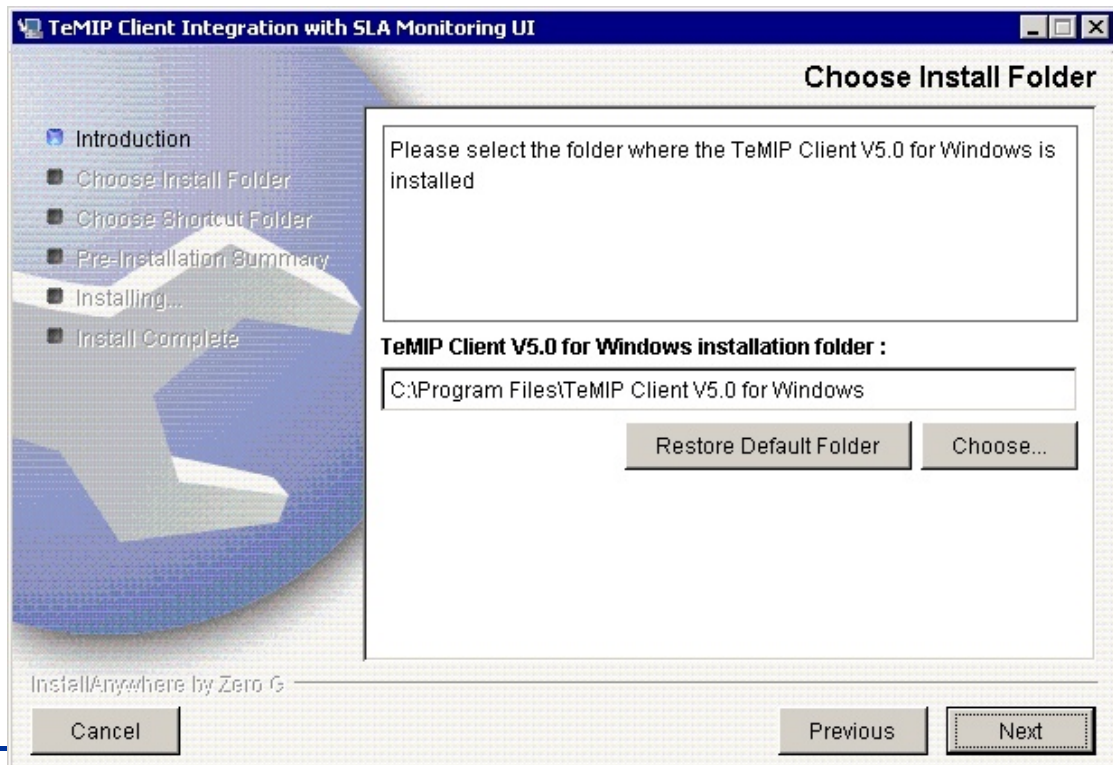 TeMIP Client Integration with SLA Monitoring UI
Choose Install Folder
Introduction
Choose Install Folder
Choose Shortcut Folder
Pre-Installation Summary
Installing...
Install Complete
Please select the folder where the TeMIP Client V5.0 for Windows is
installed
TeMIP Client V5.0 for Windows installation folder :
C:\Program Files\TeMIP Client V5.0 for Windows
Restore Default Folder
Choose...
InstallAnywhere by Zero G
Cancel
Previous
Next